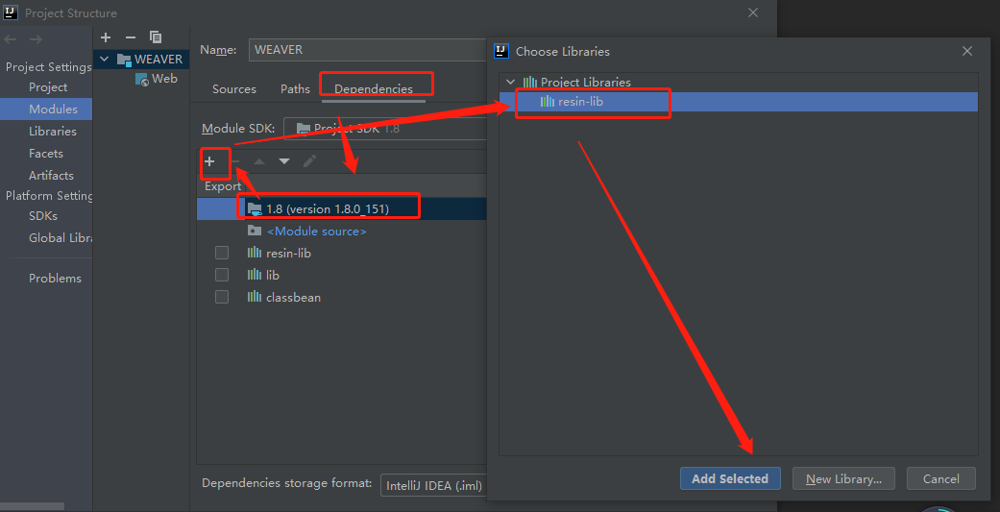 Project Structure
Project Settings
Project
Modules
Libraries
Facets
Artifacts
Platform Setting
SDKs
Global Libra
Problems
WEAVER
Web
Name: WEAVER
Sources Paths Dependencies
Module SDK: Project SDK 1.8
Export
1.8 (version 1.8.0_151)
<Module source>
resin-lib
lib
classbean
Dependencies storage format: IntelliJ IDEA (.iml)
Choose Libraries
Project Libraries
resin-lib
Add Selected New Library... Cancel